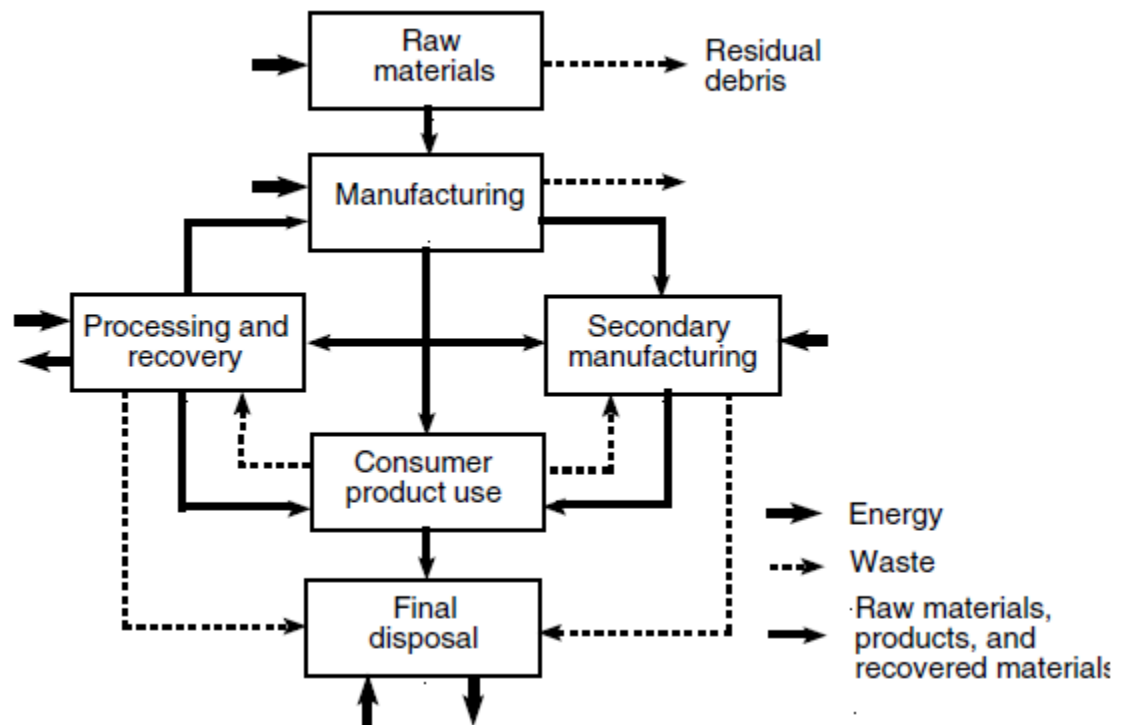 Raw
materials
Residual
debris
Manufacturing
Processing and
recovery
Secondary
manufacturing
Consumer
product use
Final
disposal
Energy
Waste
Raw materials,
products, and
recovered materials